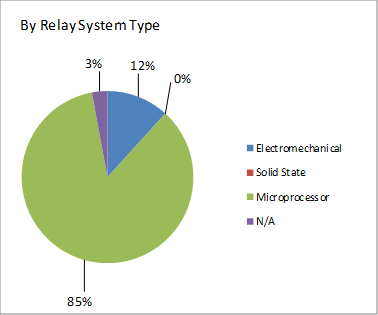 By Relay System Type
3%
12%
0%
Electromechanical
Solid State
Microprocessor
N/A
85%